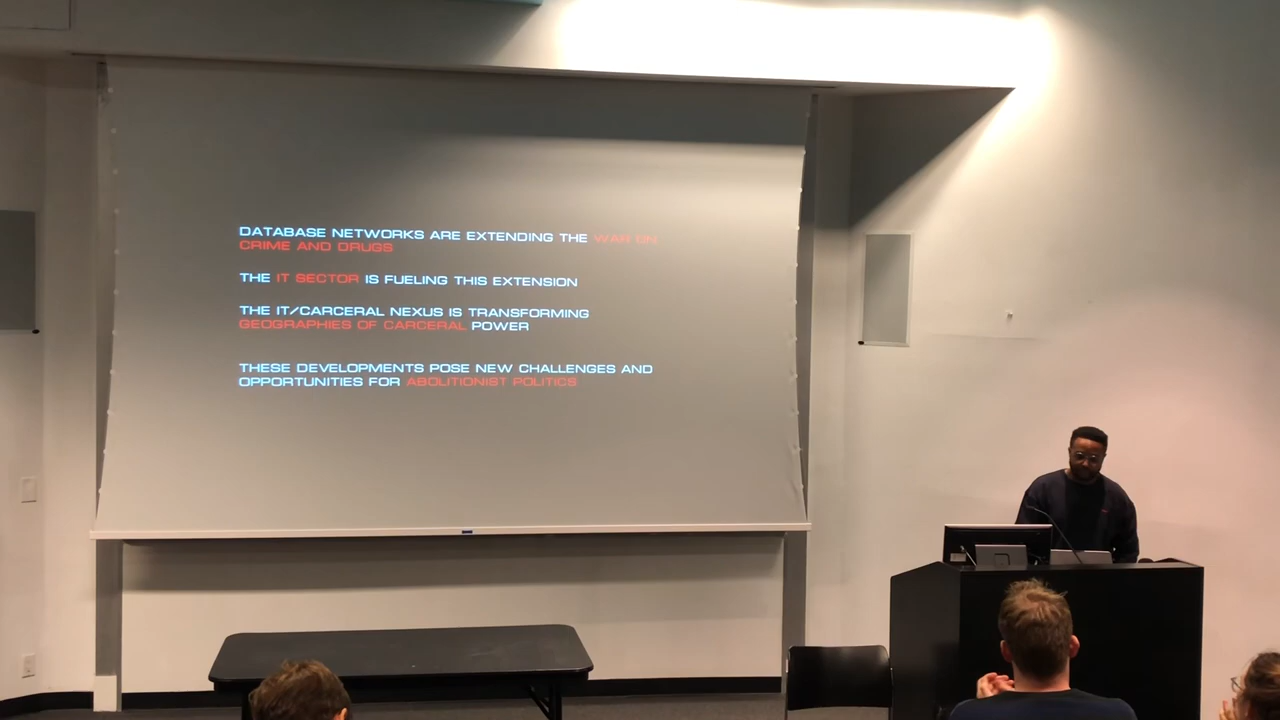 DATABASE NETWORKS ARE EXTENDING THE WAR ON
CRIME AND DRUGS
THE IT SECTOR IS FUELING THIS EXTENSION
THE IT/CARCERAL NEXUS IS TRANSFORMING
GEOGRAPHIES OF CARCERAL POWER
THESE DEVELOPMENTS POSE NEW CHALLENGES AND
OPPORTUNITIES FOR ABOLITIONIST POLITICS